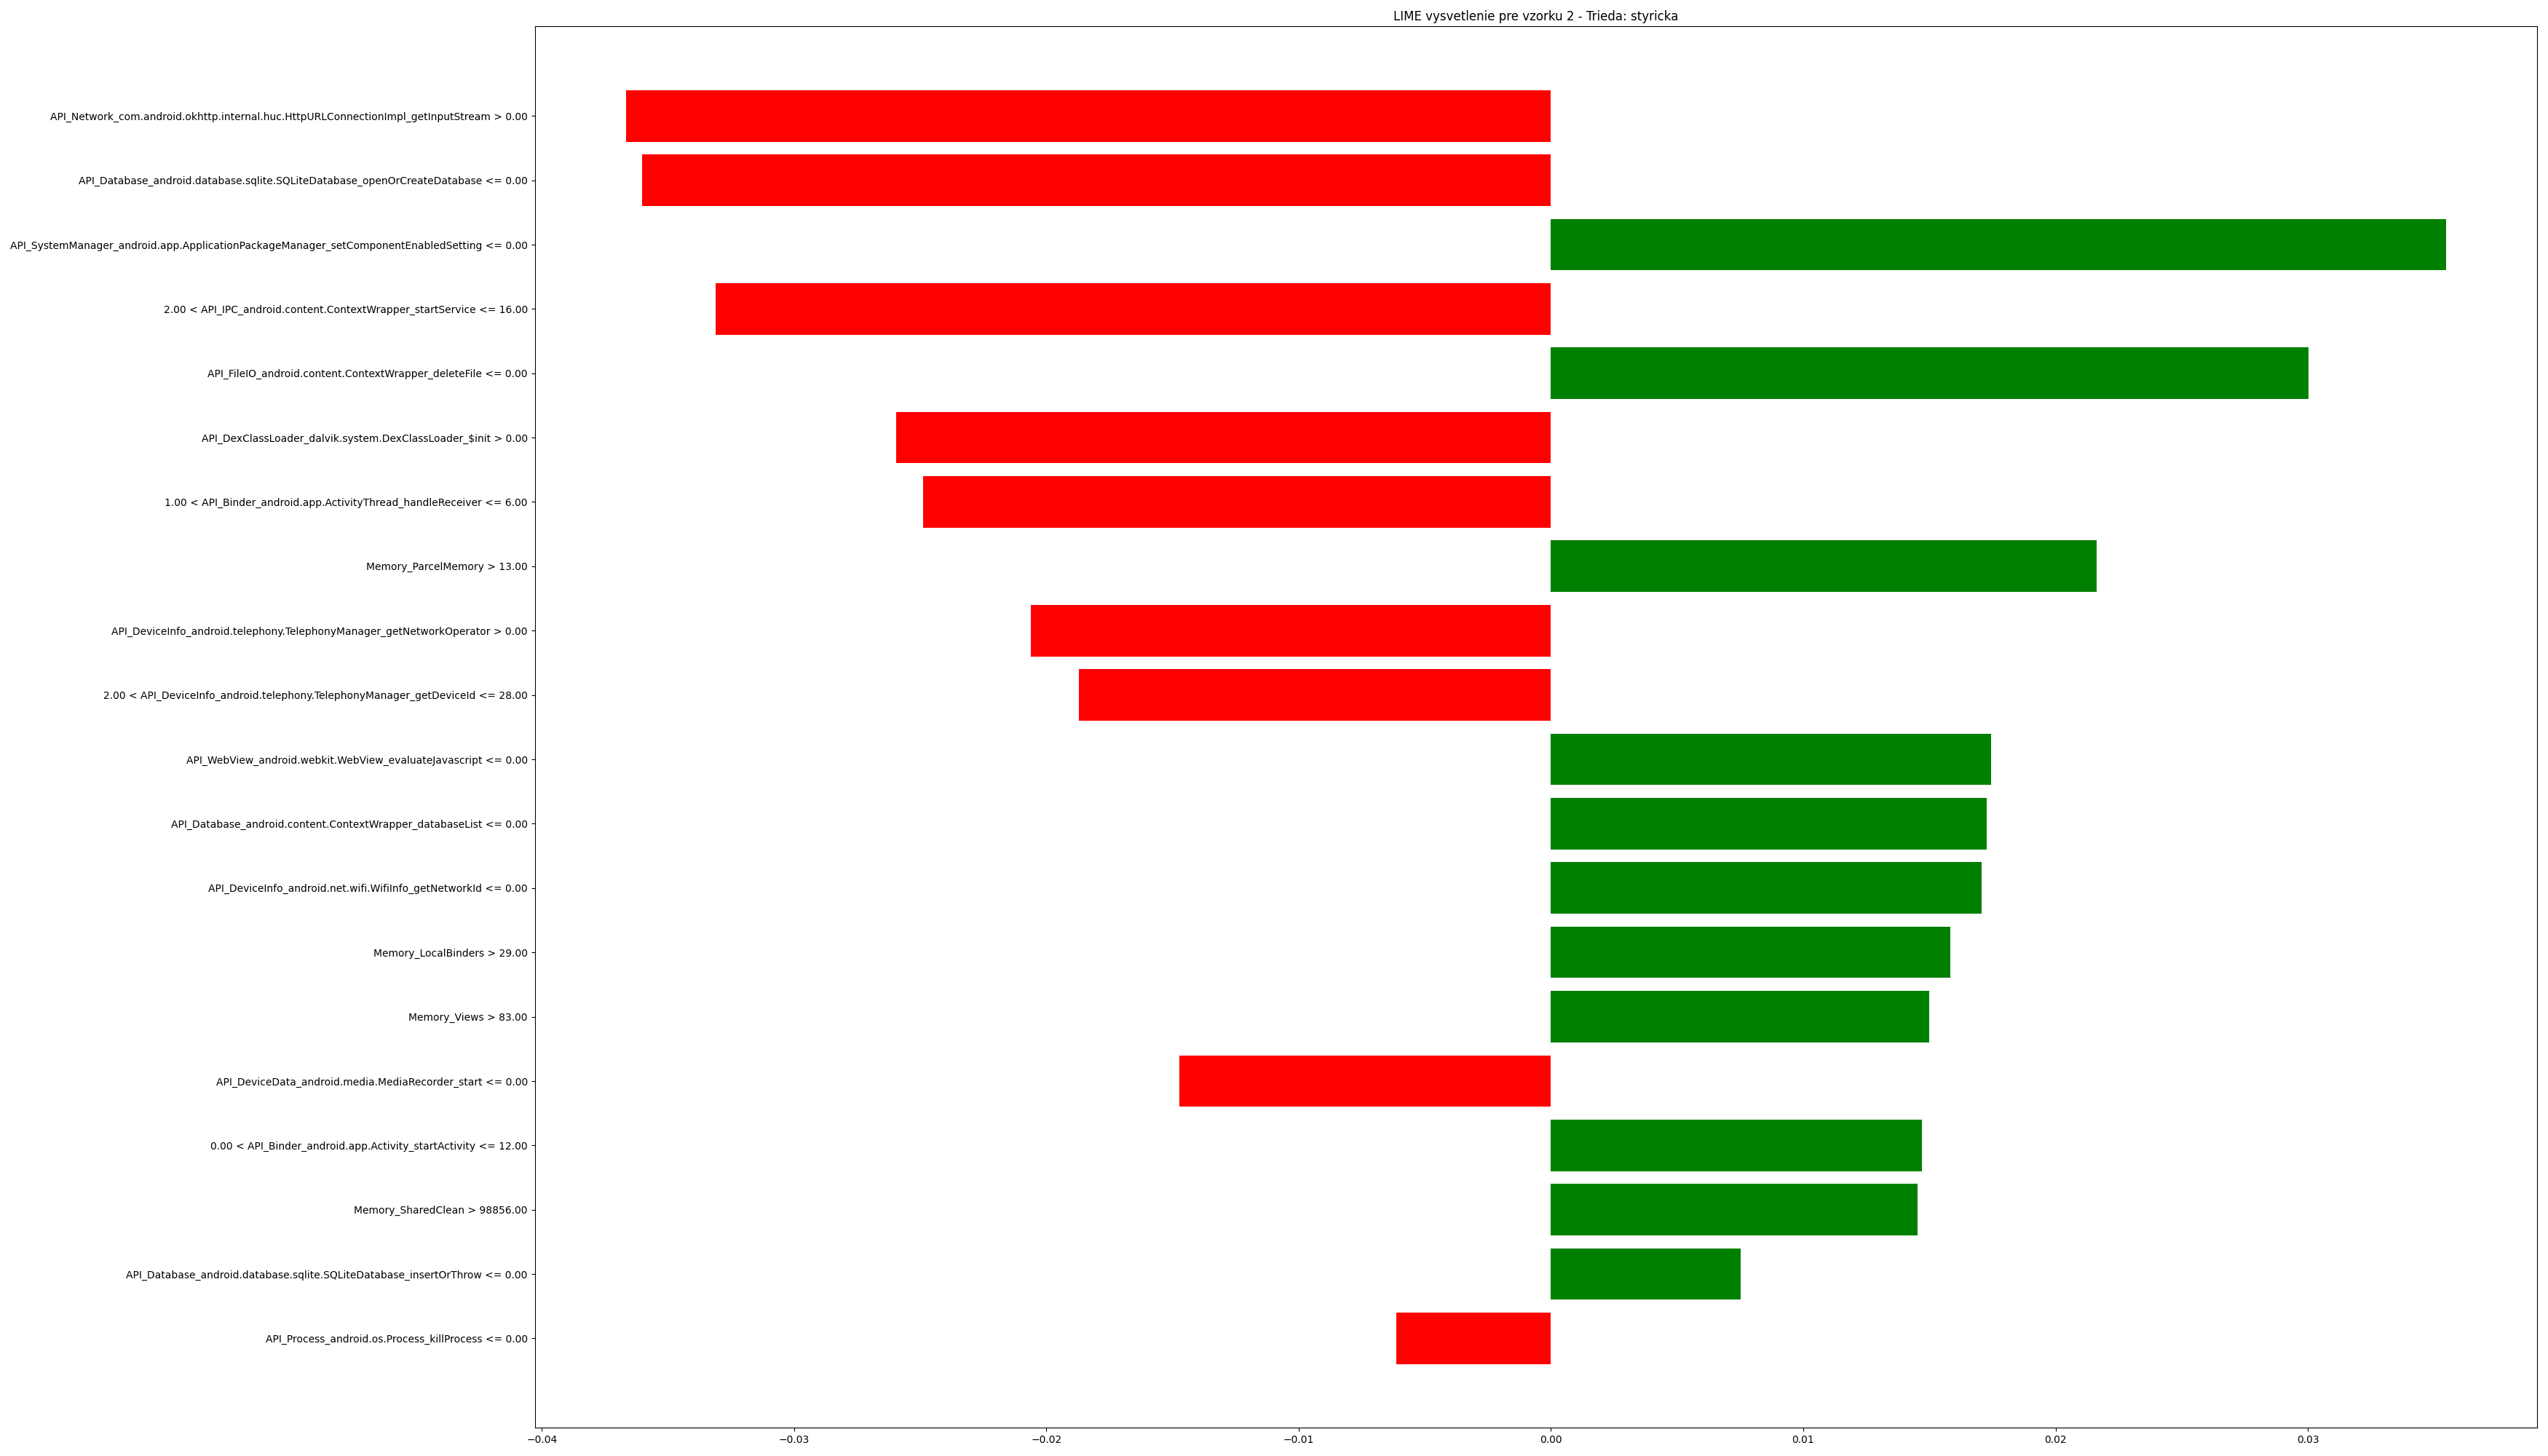 LIME vysvetlenie pre vzorku 2 - Trieda: styricka
API_Network_com.android.okhttp.internal.huc.HttpURLConnectionImpl_getInputStream > 0.00
API_Database_android.database.sqlite.SQLiteDatabase_openOrCreateDatabase <= 0.00
API_SystemManager_android.app.ApplicationPackageManager_setComponentEnabledSetting <= 0.00
2.00 < API_IPC_android.content.ContextWrapper_startService <= 16.00
API_FileIO_android.content.ContextWrapper_deleteFile <= 0.00
API_DexClassLoader_dalvik.system.DexClassLoader_$init > 0.00
1.00 < API_Binder_android.app.ActivityThread_handleReceiver <= 6.00
Memory_ParcelMemory > 13.00
API_DeviceInfo_android.telephony.TelephonyManager_getNetworkOperator > 0.00
2.00 < API_DeviceInfo_android.telephony.TelephonyManager_getDeviceId <= 28.00
API_WebView_android.webkit.WebView_evaluateJavascript <= 0.00
API_Database_android.content.ContextWrapper_databaseList <= 0.00
API_DeviceInfo_android.net.wifi.WifiInfo_getNetworkId <= 0.00
Memory_LocalBinders > 29.00
Memory_Views > 83.00
API_DeviceData_android.media.MediaRecorder_start <= 0.00
0.00 < API_Binder_android.app.Activity_startActivity <= 12.00
Memory_SharedClean > 98856.00
API_Database_android.database.sqlite.SQLiteDatabase_insertOrThrow <= 0.00
API_Process_android.os.Process_killProcess <= 0.00
−0.04 −0.03 −0.02 −0.01 0.00 0.01 0.02 0.03